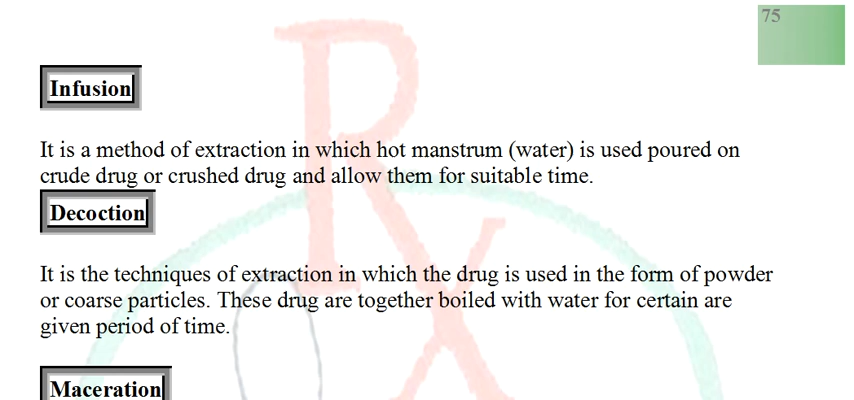 75
Infusion
It is a method of extraction in which hot manstrum (water) is used poured on
crude drug or crushed drug and allow them for suitable time.
Decoction
It is the techniques of extraction in which the drug is used in the form of powder
or coarse particles. These drug are together boiled with water for certain are
given period of time.
Maceration